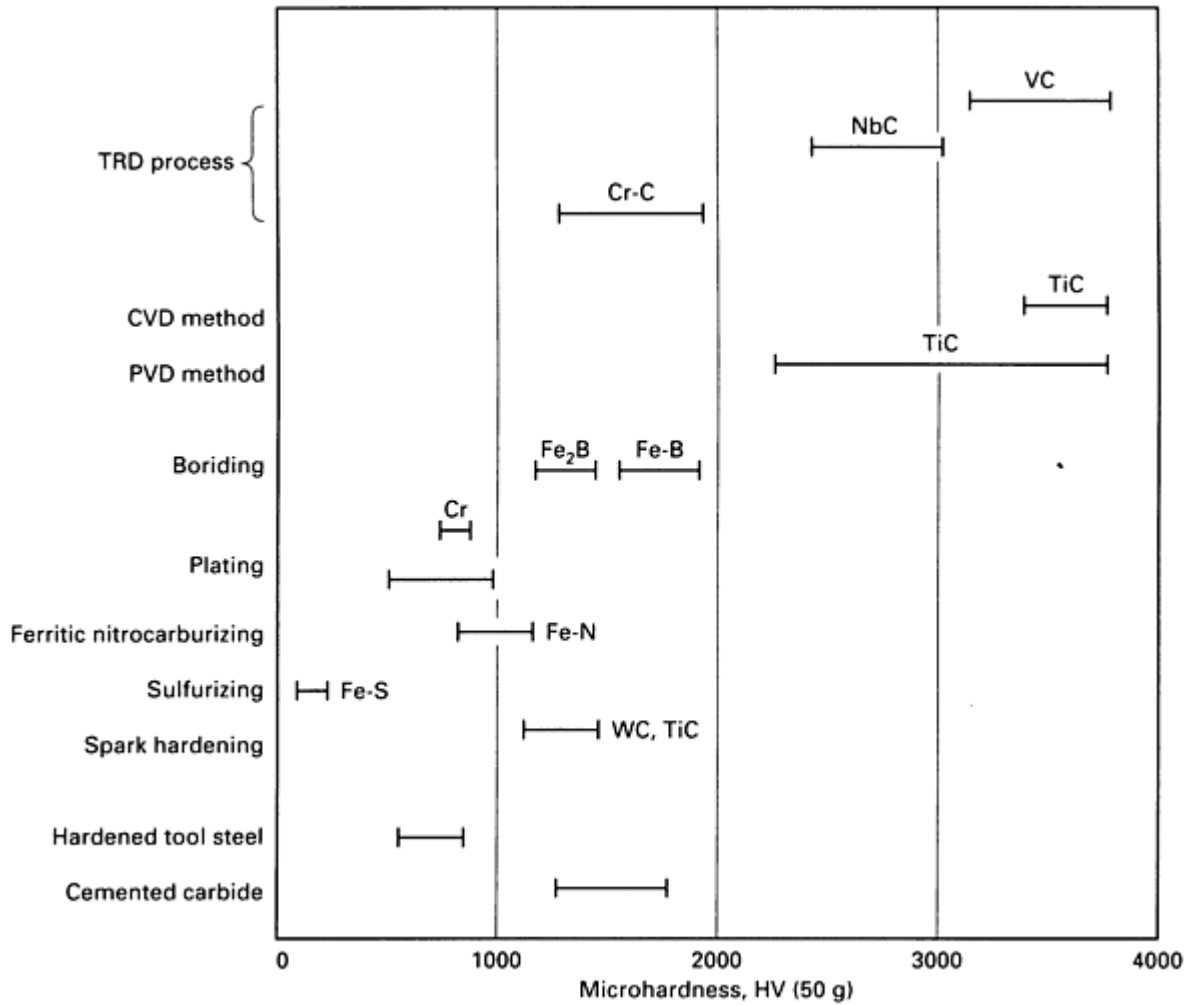 VC
NbC
TRD process
Cr-C
TiC
CVD method
TiC
PVD method
Fe₂B Fe-B
Boriding
Cr
Plating
Ferritic nitrocarburizing Fe-N
Sulfurizing Fe-S
WC, TiC
Spark hardening
Hardened tool steel
Cemented carbide
0 1000 2000 3000 4000
Microhardness, HV (50 g)